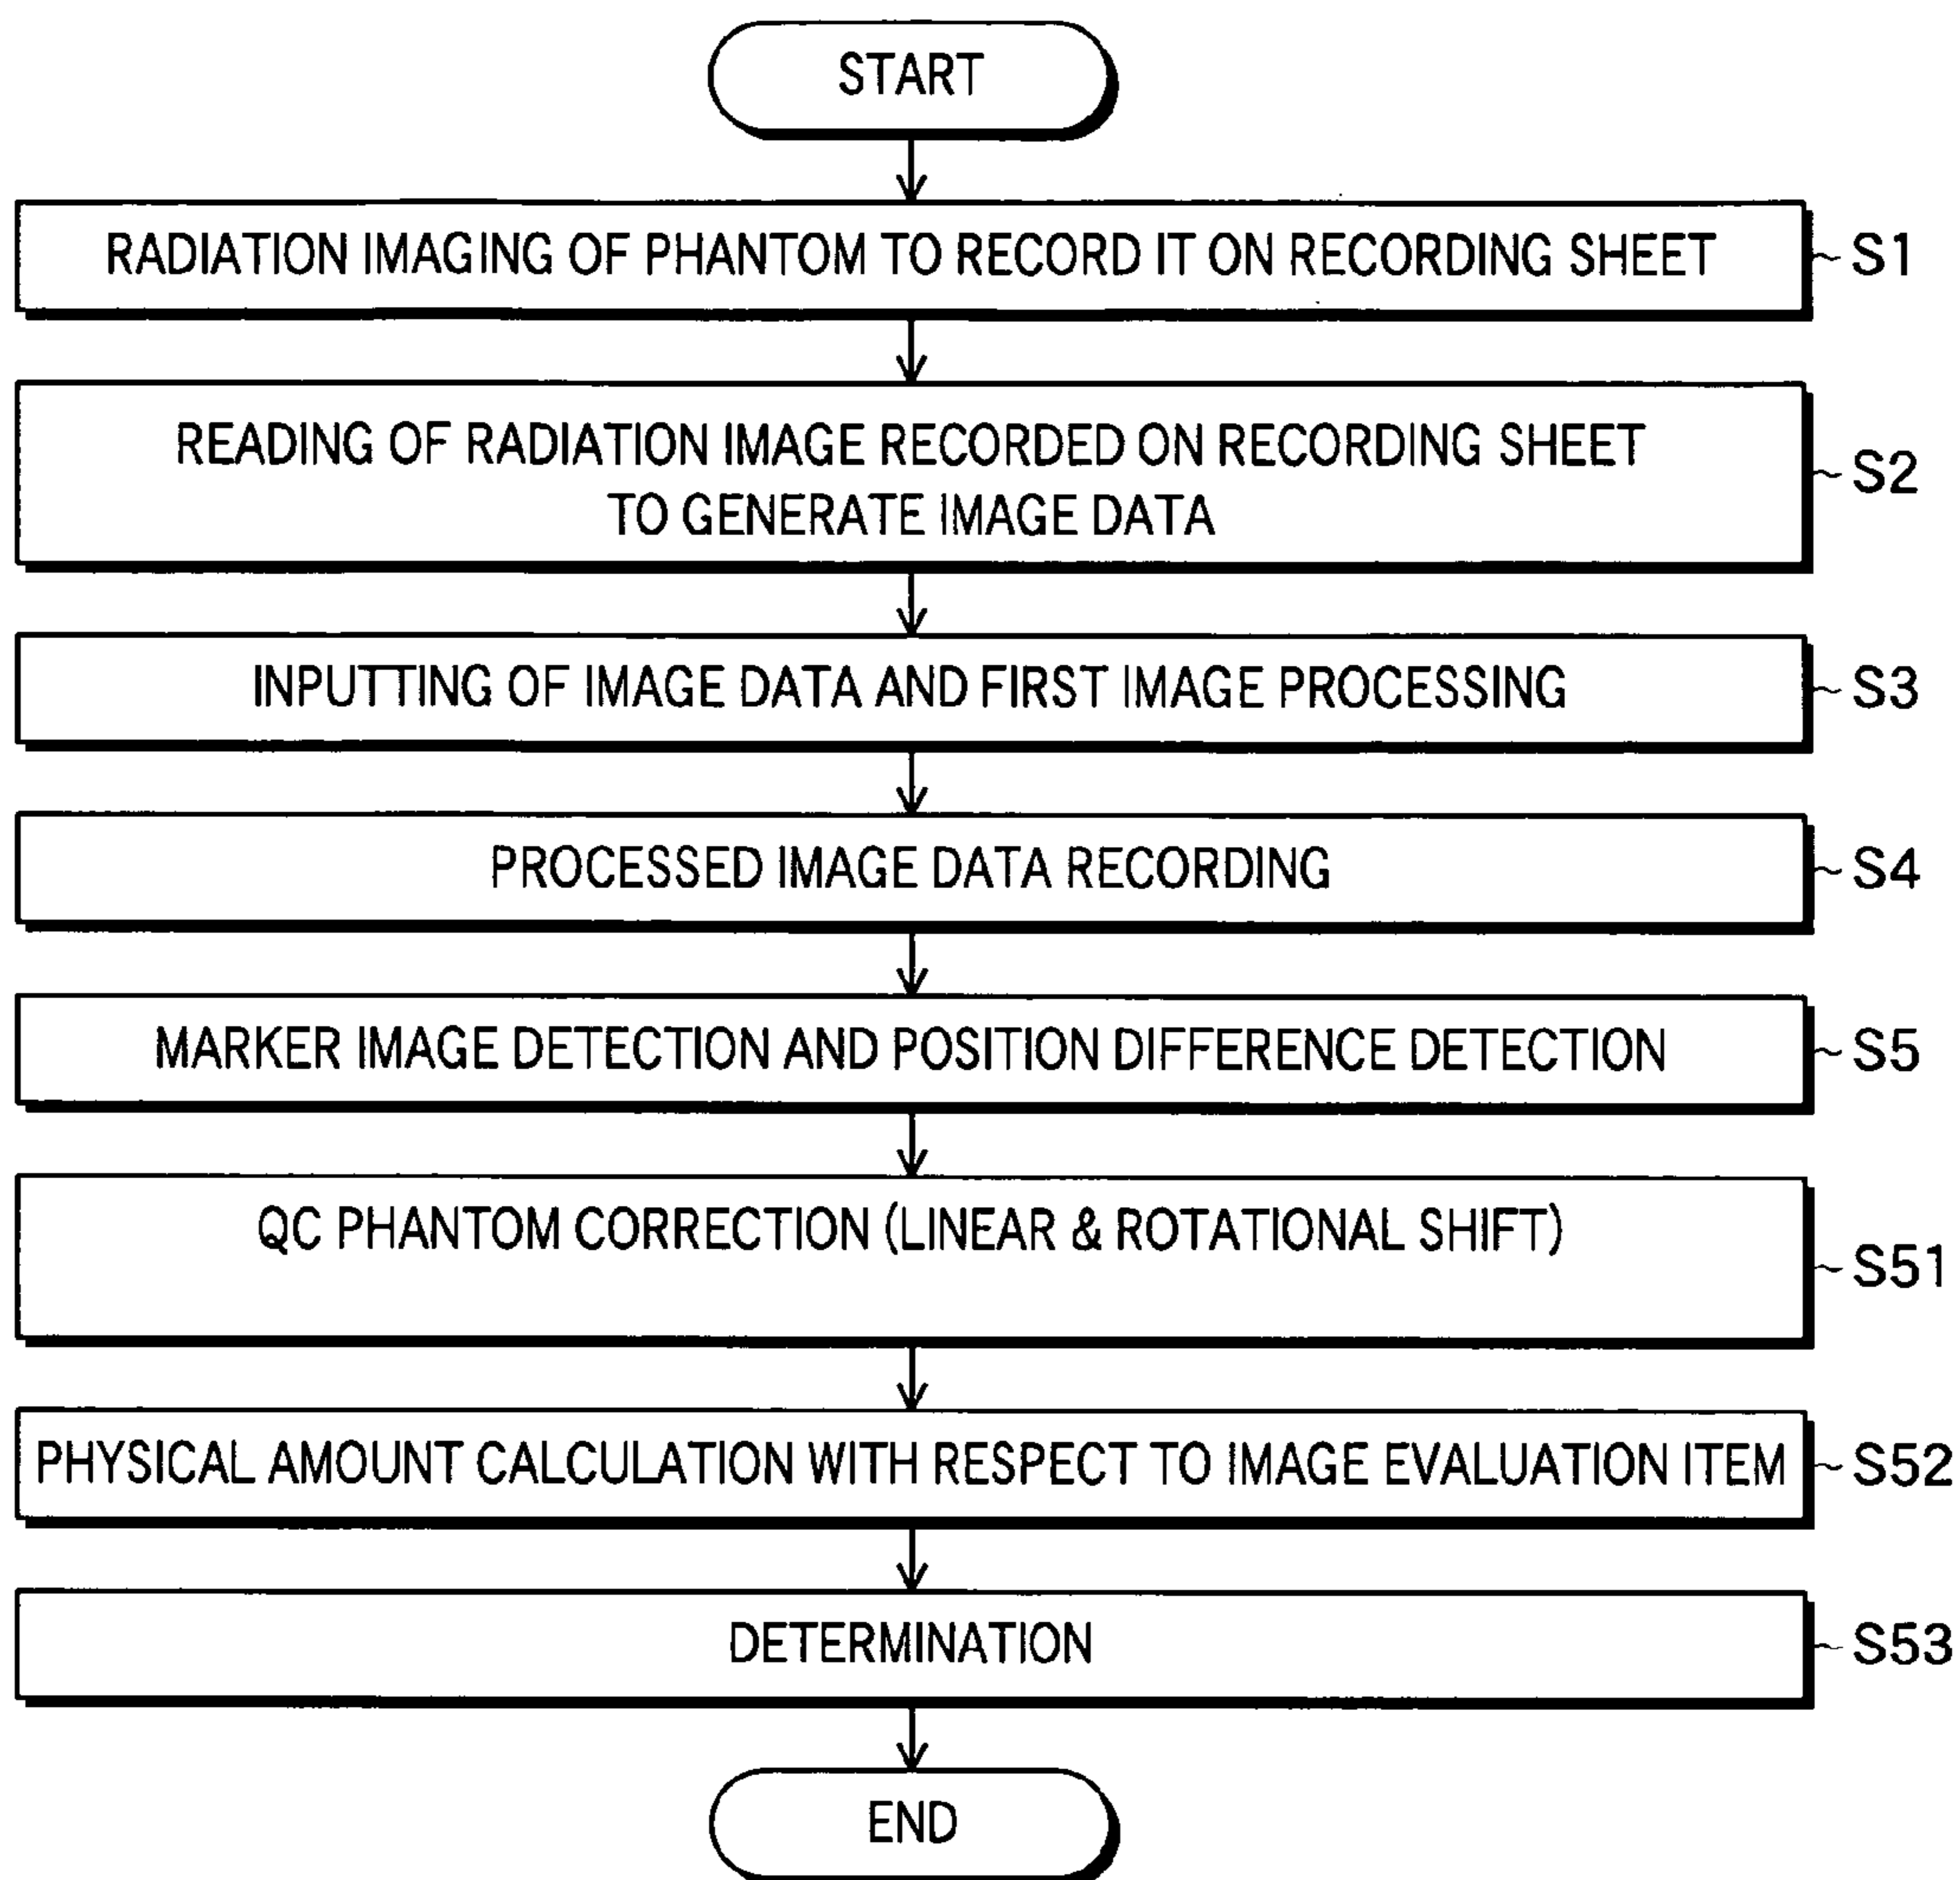 START
RADIATION IMAGING OF PHANTOM TO RECORD IT ON RECORDING SHEET
S1
READING OF RADIATION IMAGE RECORDED ON RECORDING SHEET
TO GENERATE IMAGE DATA
S2
INPUTTING OF IMAGE DATA AND FIRST IMAGE PROCESSING
S3
PROCESSED IMAGE DATA RECORDING
S4
MARKER IMAGE DETECTION AND POSITION DIFFERENCE DETECTION
S5
QC PHANTOM CORRECTION (LINEAR & ROTATIONAL SHIFT)
S51
PHYSICAL AMOUNT CALCULATION WITH RESPECT TO IMAGE EVALUATION ITEM
S52
DETERMINATION
S53
END